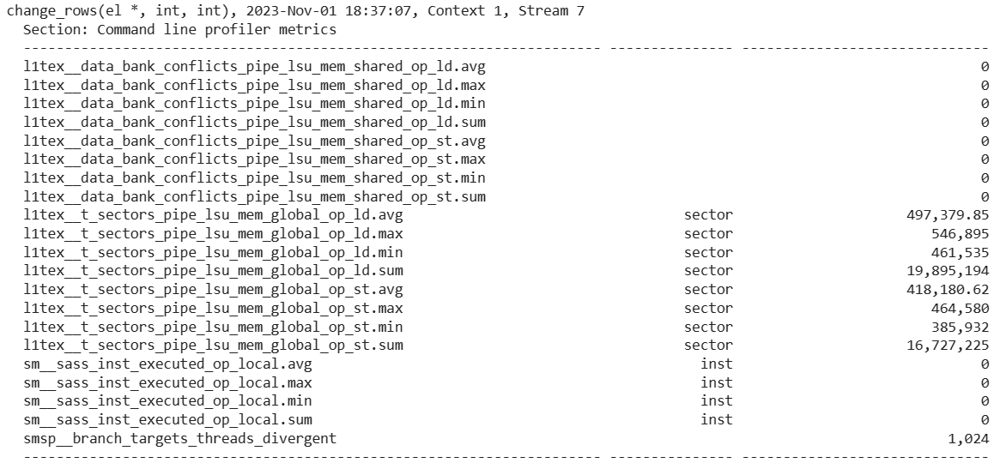 change_rows(el *, int, int), 2023-Nov-01 18:37:07, Context 1, Stream 7
Section: Command line profiler metrics
---------------------------------------------------------------------- --------------- ------------------------------
l1tex__data_bank_conflicts_pipe_lsu_mem_shared_op_ld.avg 0
l1tex__data_bank_conflicts_pipe_lsu_mem_shared_op_ld.max 0
l1tex__data_bank_conflicts_pipe_lsu_mem_shared_op_ld.min 0
l1tex__data_bank_conflicts_pipe_lsu_mem_shared_op_ld.sum 0
l1tex__data_bank_conflicts_pipe_lsu_mem_shared_op_st.avg 0
l1tex__data_bank_conflicts_pipe_lsu_mem_shared_op_st.max 0
l1tex__data_bank_conflicts_pipe_lsu_mem_shared_op_st.min 0
l1tex__data_bank_conflicts_pipe_lsu_mem_shared_op_st.sum 0
l1tex__t_sectors_pipe_lsu_mem_global_op_ld.avg sector 497,379.85
l1tex__t_sectors_pipe_lsu_mem_global_op_ld.max sector 546,895
l1tex__t_sectors_pipe_lsu_mem_global_op_ld.min sector 461,535
l1tex__t_sectors_pipe_lsu_mem_global_op_ld.sum sector 19,895,194
l1tex__t_sectors_pipe_lsu_mem_global_op_st.avg sector 418,180.62
l1tex__t_sectors_pipe_lsu_mem_global_op_st.max sector 464,580
l1tex__t_sectors_pipe_lsu_mem_global_op_st.min sector 385,932
l1tex__t_sectors_pipe_lsu_mem_global_op_st.sum sector 16,727,225
sm__sass_inst_executed_op_local.avg inst 0
sm__sass_inst_executed_op_local.max inst 0
sm__sass_inst_executed_op_local.min inst 0
sm__sass_inst_executed_op_local.sum inst 0
smsp__branch_targets_threads_divergent 1,024
---------------------------------------------------------------------- --------------- ------------------------------